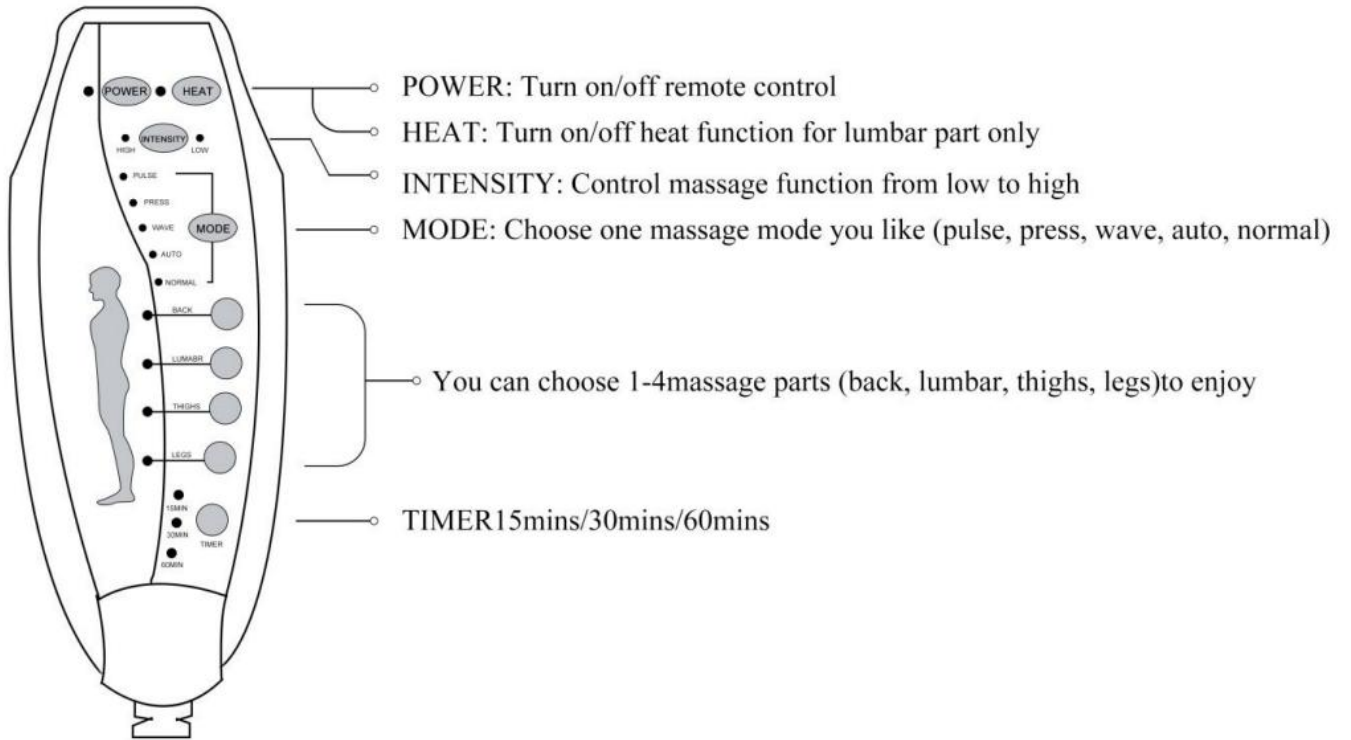 POWER HEAT
INTENSITY
HIGH LOW
PULSE
PRESS
WAVE MODE
AUTO
NORMAL
BACK
LUMABR
THIGHS
LEGS
15MIN
30MIN
TIMER
60MIN
POWER: Turn on/off remote control
HEAT: Turn on/off heat function for lumbar part only
INTENSITY: Control massage function from low to high
MODE: Choose one massage mode you like (pulse, press, wave, auto, normal)
You can choose 1-4massage parts (back, lumbar, thighs, legs)to enjoy
TIMER15mins/30mins/60mins